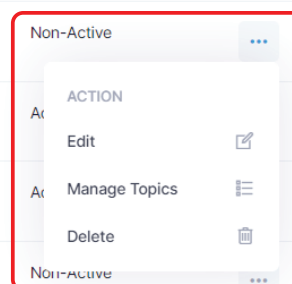 Non-Active
ACTION
Edit
Manage Topics
Delete
Non-Active